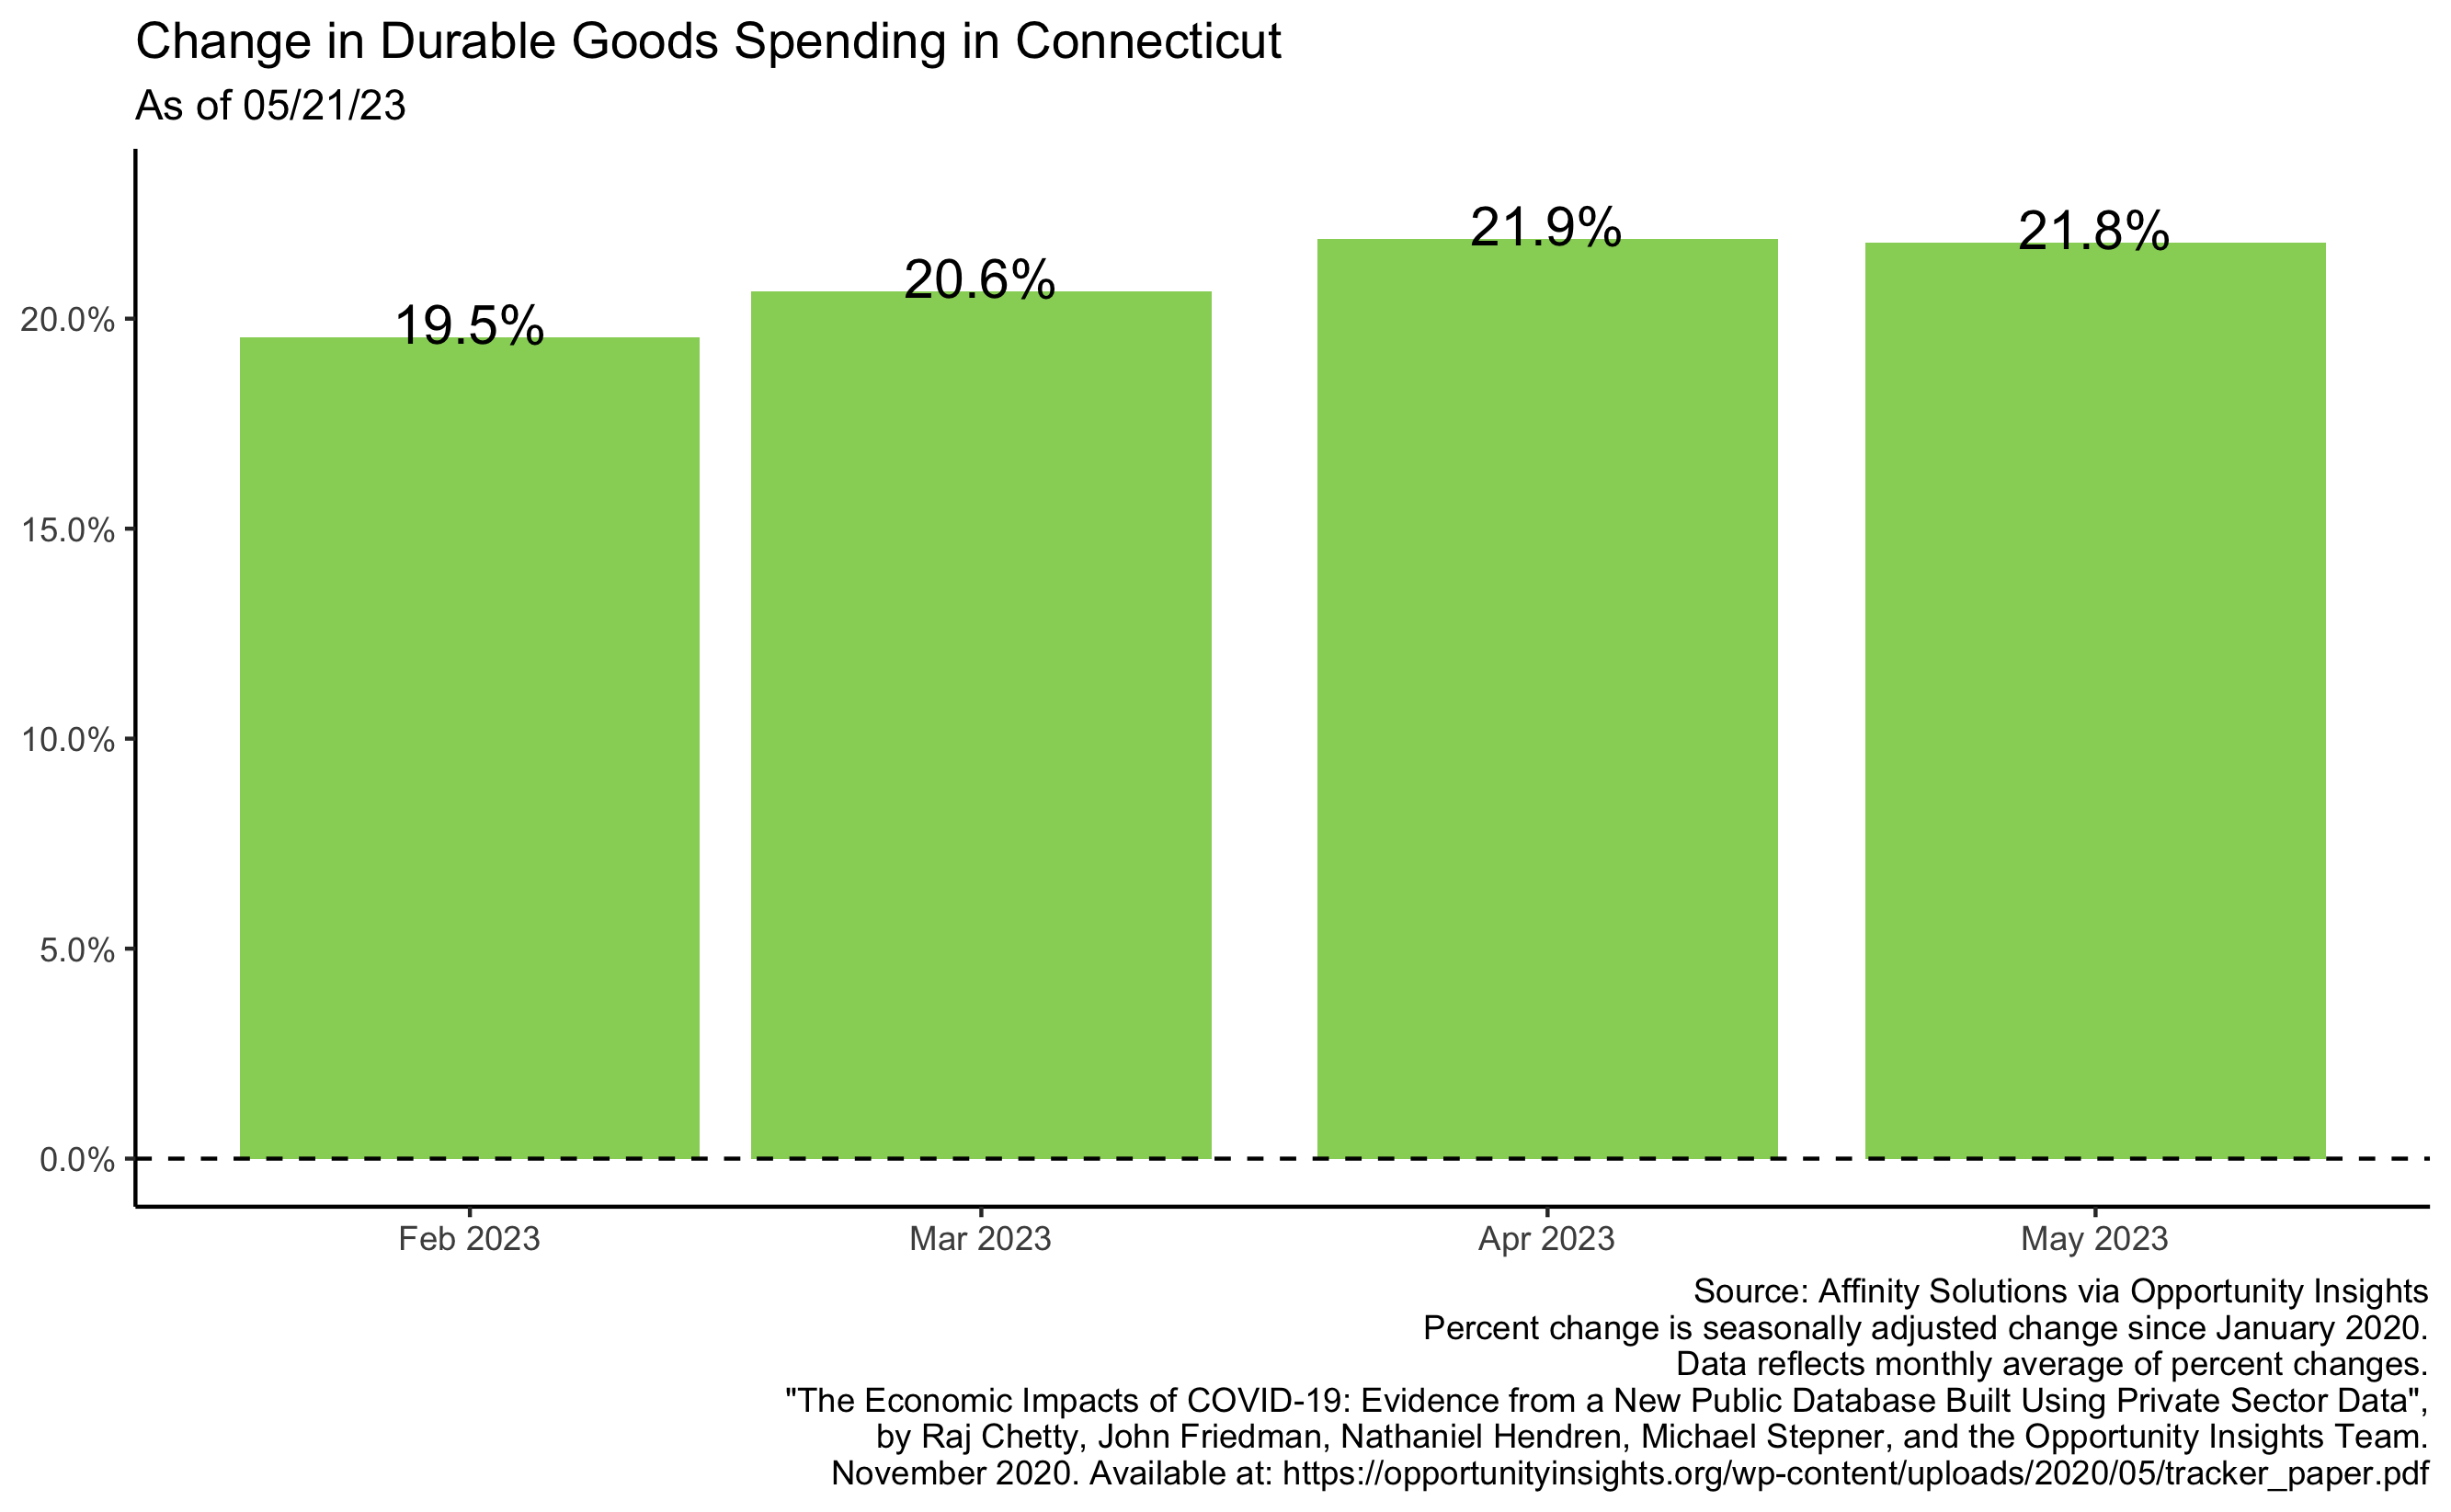 Change in Durable Goods Spending in Connecticut
As of 05/21/23
21.9%
21.8%
20.6%
19.5%
20.0%
15.0%
10.0%
5.0%
0.0%
Feb 2023 Mar 2023 Apr 2023 May 2023
Source: Affinity Solutions via Opportunity Insights
Percent change is seasonally adjusted change since January 2020.
Data reflects monthly average of percent changes.
"The Economic Impacts of COVID-19: Evidence from a New Public Database Built Using Private Sector Data",
by Raj Chetty, John Friedman, Nathaniel Hendren, Michael Stepner, and the Opportunity Insights Team.
November 2020. Available at: https://opportunityinsights.org/wp-content/uploads/2020/05/tracker_paper.pdf